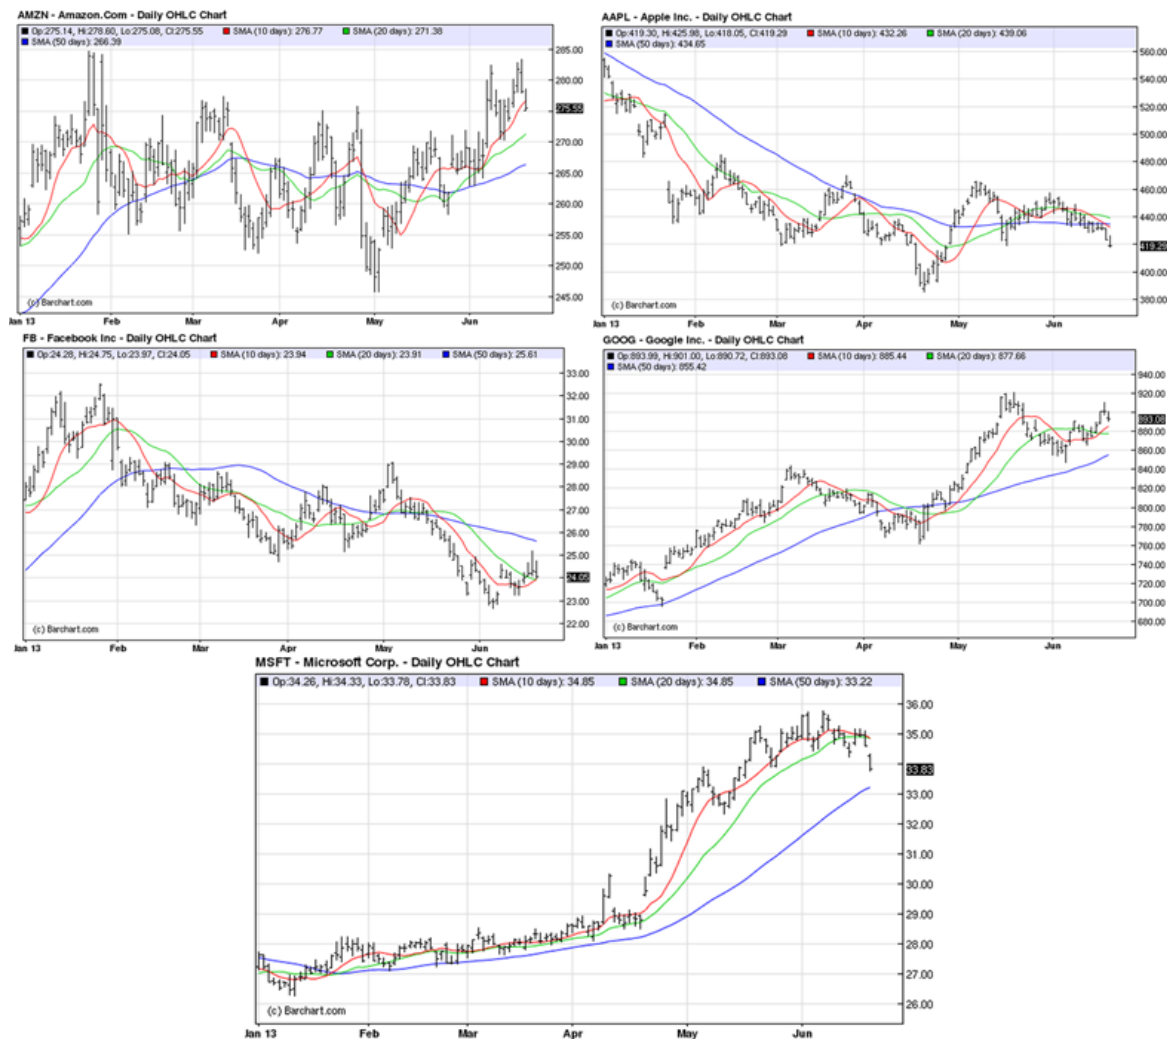 AMZN - Amazon.Com - Daily OHLC Chart
Op:275.14, Hi:278.60, Lo:275.08, Cl:275.55 SMA (10 days): 276.77 SMA (20 days): 271.38
SMA (50 days): 266.39
285.00
280.00
275.55
270.00
265.00
260.00
255.00
250.00
245.00
(c) Barchart.com
Jan 13 Feb Mar Apr May Jun
AAPL - Apple Inc. - Daily OHLC Chart
Op:419.30, Hi:425.98, Lo:418.05, Cl:419.29 SMA (10 days): 432.26 SMA (20 days): 439.06
SMA (50 days): 434.65
560.00
520.00
500.00
480.00
460.00
440.00
419.29
400.00
380.00
(c) Barchart.com
Jan 13 Feb Mar Apr May Jun
FB - Facebook Inc - Daily OHLC Chart
Op:24.28, Hi:24.75, Lo:23.97, Cl:24.05 SMA (10 days): 23.94 SMA (20 days): 23.91 SMA (50 days): 25.61
33.00
31.00
30.00
29.00
28.00
27.00
26.00
25.00
24.05
23.00
22.00
(c) Barchart.com
Jan 13 Feb Mar Apr May Jun
GOOG - Google Inc. - Daily OHLC Chart
Op:893.99, Hi:901.00, Lo:890.72, Cl:893.08 SMA (10 days): 885.44 SMA (20 days): 877.66
SMA (50 days): 855.42
940.00
920.00
893.08
880.00
860.00
840.00
820.00
800.00
780.00
760.00
740.00
720.00
700.00
680.00
(c) Barchart.com
Jan 13 Feb Mar Apr May Jun
MSFT - Microsoft Corp. - Daily OHLC Chart
Op:34.26, Hi:34.33, Lo:33.78, Cl:33.83 SMA (10 days): 34.85 SMA (20 days): 34.85 SMA (50 days): 33.22
36.00
35.00
33.83
33.00
32.00
31.00
30.00
29.00
28.00
27.00
26.00
(c) Barchart.com
Jan 13 Feb Mar Apr May Jun